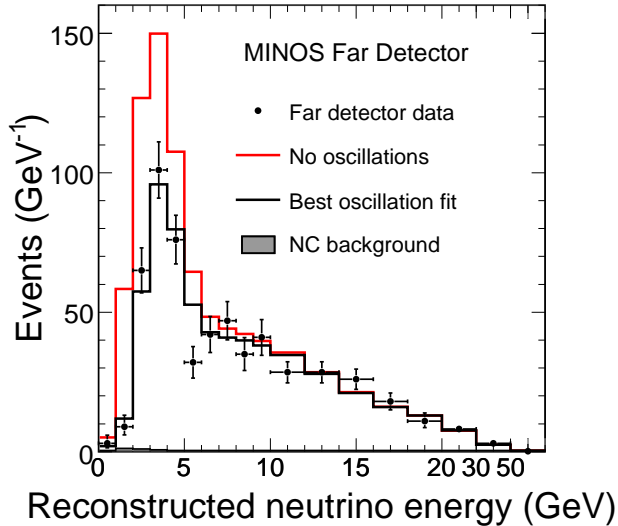 150
100
50
0
Events (GeV⁻¹)
MINOS Far Detector
Far detector data
No oscillations
Best oscillation fit
NC background
0 5 10 15 20 30 50
Reconstructed neutrino energy (GeV)